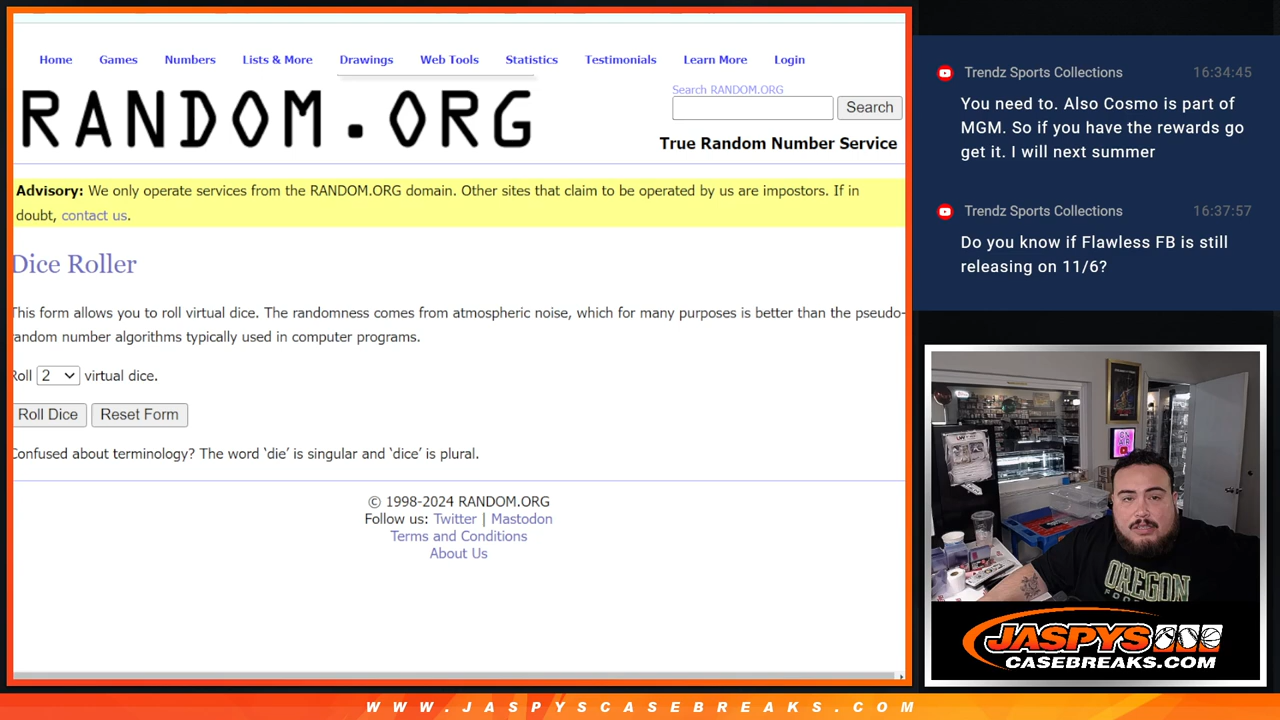 Home Games Numbers Lists & More Drawings Web Tools Statistics Testimonials Learn More Login
RANDOM.ORG
Search RANDOM.ORG
Search
True Random Number Service
Advisory: We only operate services from the RANDOM.ORG domain. Other sites that claim to be operated by us are impostors. If in
doubt, contact us.
Dice Roller
This form allows you to roll virtual dice. The randomness comes from atmospheric noise, which for many purposes is better than the pseudo-
random number algorithms typically used in computer programs.
Roll 2 virtual dice.
Roll Dice Reset Form
Confused about terminology? The word ‘die’ is singular and ‘dice’ is plural.
© 1998-2024 RANDOM.ORG
Follow us: Twitter | Mastodon
Terms and Conditions
About Us
Trendz Sports Collections 16:34:45
You need to. Also Cosmo is part of
MGM. So if you have the rewards go
get it. I will next summer
Trendz Sports Collections 16:37:57
Do you know if Flawless FB is still
releasing on 11/6?
OREGON
JASPYS
CASEBREAKS.COM
WWW.JASPYSCASEBREAKS.COM